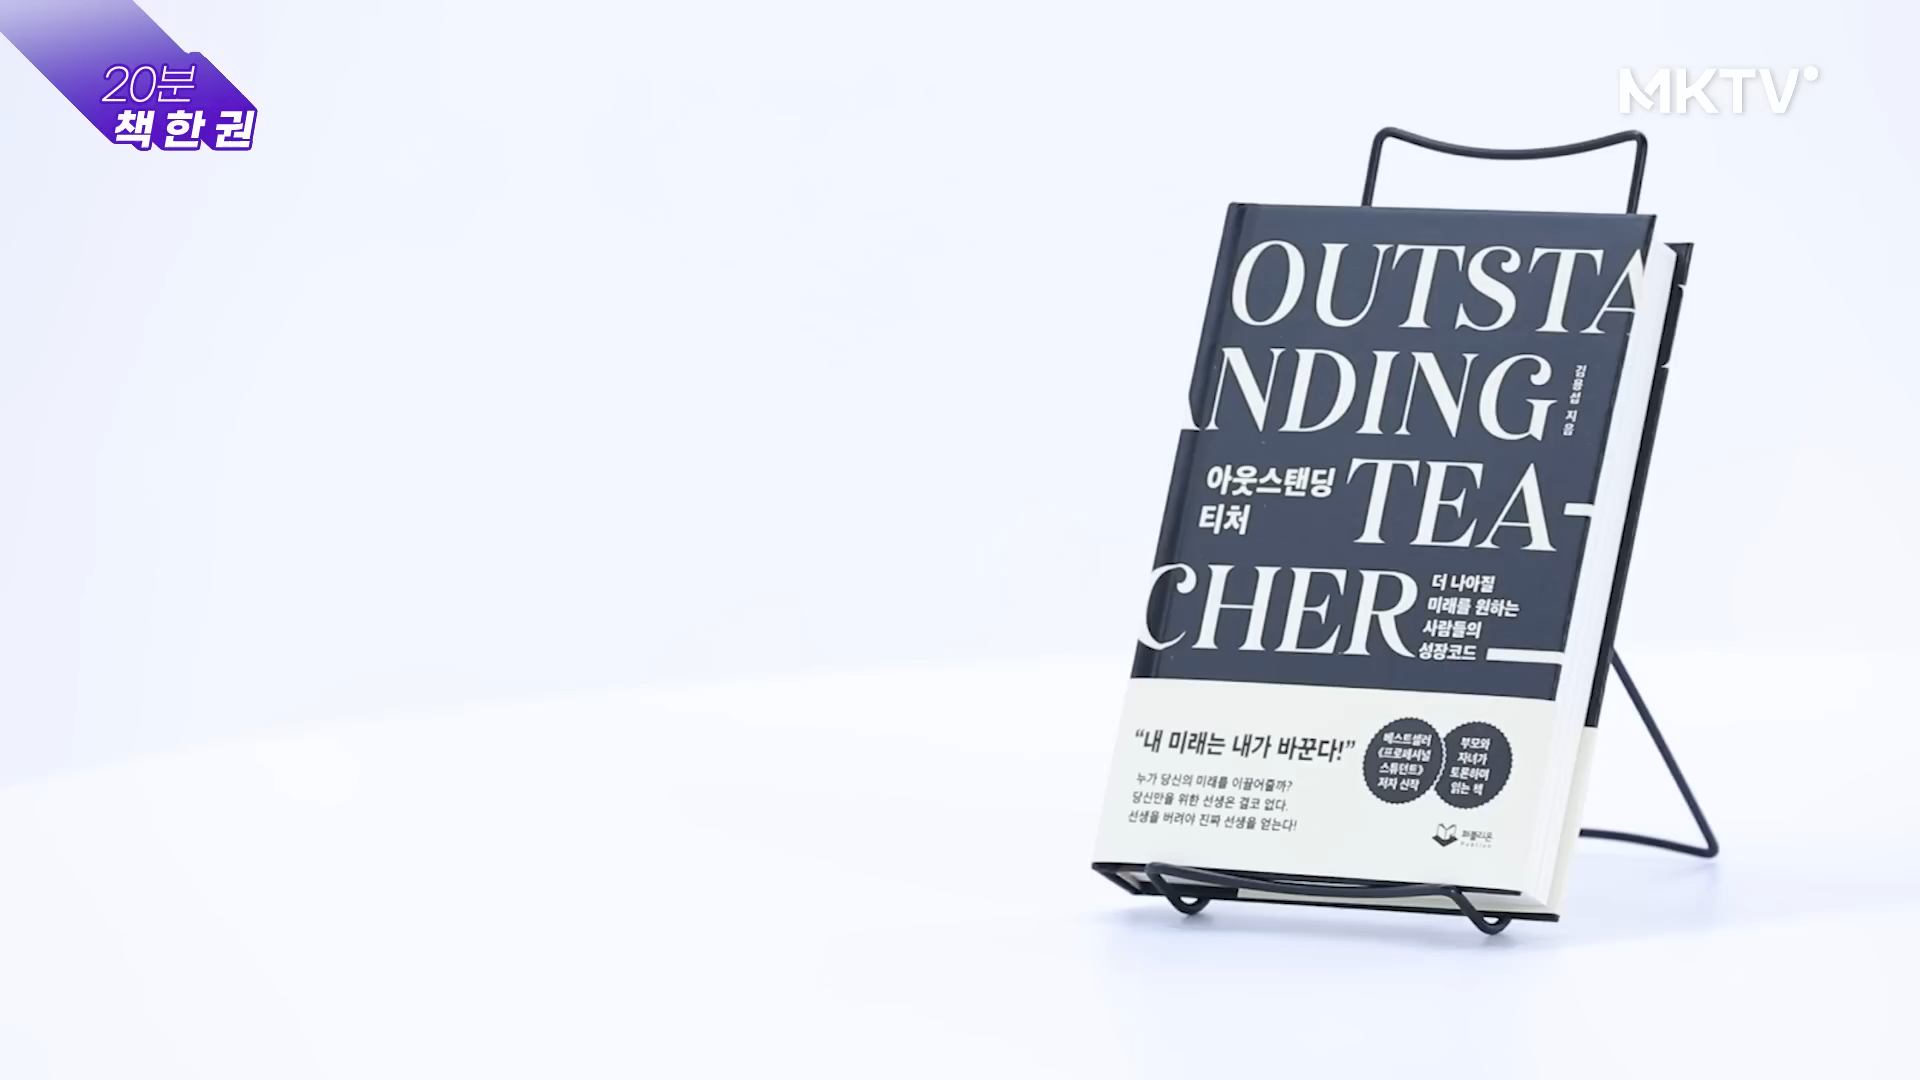 20분
책한권
MKTV
OUTSTA
NDING
김용섭 지음
아웃스탠딩
티처
TEA-
CHER
더 나아질
미래를 원하는
사람들의
성장코드
“내 미래는 내가 바꾼다!”
누가 당신의 미래를 이끌어줄까?
당신만을 위한 선생은 결코 없다.
선생을 버려야 진짜 선생을 얻는다!
베스트셀러
《프로페셔널
스튜던트》
저자 신작
부모와
자녀가
토론하며
읽는 책
퍼블리온
Publion